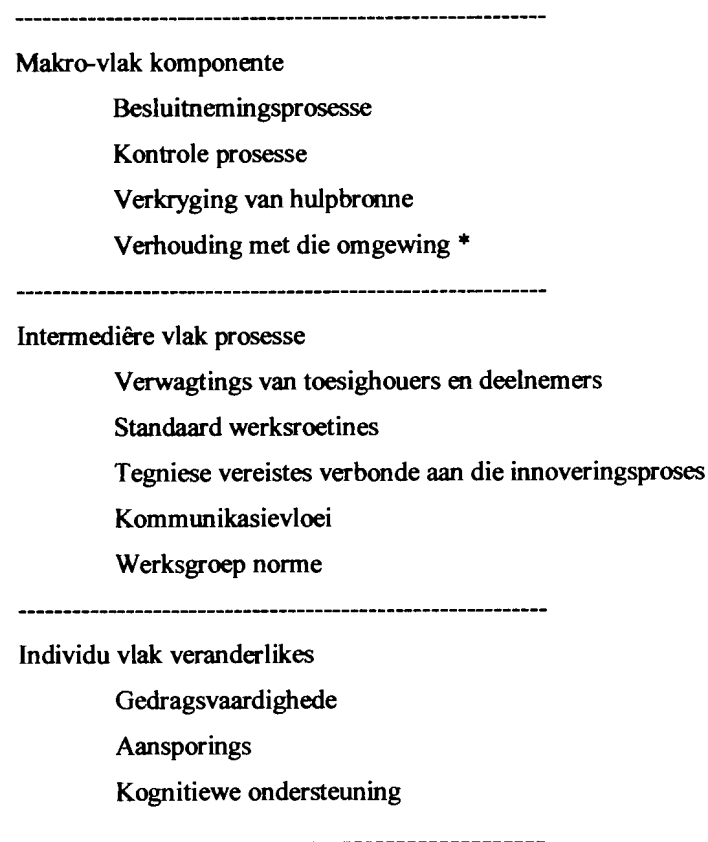 Makro-vlak komponente
Besluitnemingsprosesse
Kontrole prosesse
Verkryging van hulpbronne
Verhouding met die omgewing *
Intermediêre vlak prosesse
Verwagtings van toesighouers en deelnemers
Standaard werksroetines
Tegniese vereistes verbonde aan die innoveringsproses
Kommunikasievloei
Werksgroep norme
Individu vlak veranderlikes
Gedragsvaardighede
Aansporings
Kognitiewe ondersteuning